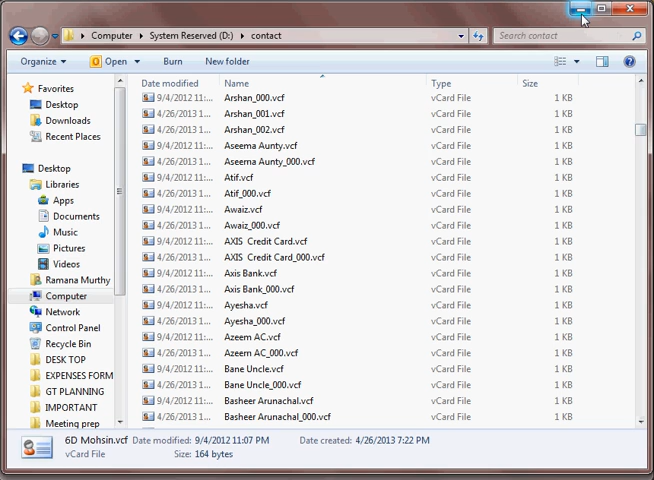 Computer ▸ System Reserved (D:) ▸ contact
Search contact
Organize Open Burn New folder
Favorites
Desktop
Downloads
Recent Places
Desktop
Libraries
Apps
Documents
Music
Pictures
Videos
Ramana Murthy
Computer
Network
Control Panel
Recycle Bin
DESK TOP
EXPENSES FORM
GT PLANNING
IMPORTANT
Meeting prep
Date modified Name Type Size
9/4/2012 11:... Arshan_000.vcf vCard File 1 KB
4/26/2013 1... Arshan_001.vcf vCard File 1 KB
4/26/2013 1... Arshan_002.vcf vCard File 1 KB
9/4/2012 11:... Aseema Aunty.vcf vCard File 1 KB
4/26/2013 1... Aseema Aunty_000.vcf vCard File 1 KB
9/4/2012 11:... Atif.vcf vCard File 1 KB
4/26/2013 1... Atif_000.vcf vCard File 1 KB
9/4/2012 11:... Awaiz.vcf vCard File 1 KB
4/26/2013 1... Awaiz_000.vcf vCard File 1 KB
9/4/2012 11:... AXIS  Credit Card.vcf vCard File 1 KB
4/26/2013 1... AXIS  Credit Card_000.vcf vCard File 1 KB
9/4/2012 11:... Axis Bank.vcf vCard File 1 KB
4/26/2013 1... Axis Bank_000.vcf vCard File 1 KB
9/4/2012 11:... Ayesha.vcf vCard File 1 KB
4/26/2013 1... Ayesha_000.vcf vCard File 1 KB
9/4/2012 11:... Azeem AC.vcf vCard File 1 KB
4/26/2013 1... Azeem AC_000.vcf vCard File 1 KB
9/4/2012 11:... Bane Uncle.vcf vCard File 1 KB
4/26/2013 1... Bane Uncle_000.vcf vCard File 1 KB
9/4/2012 11:... Basheer Arunachal.vcf vCard File 1 KB
4/26/2013 1... Basheer Arunachal_000.vcf vCard File 1 KB
6D Mohsin.vcf Date modified: 9/4/2012 11:07 PM Date created: 4/26/2013 7:22 PM
vCard File Size: 164 bytes